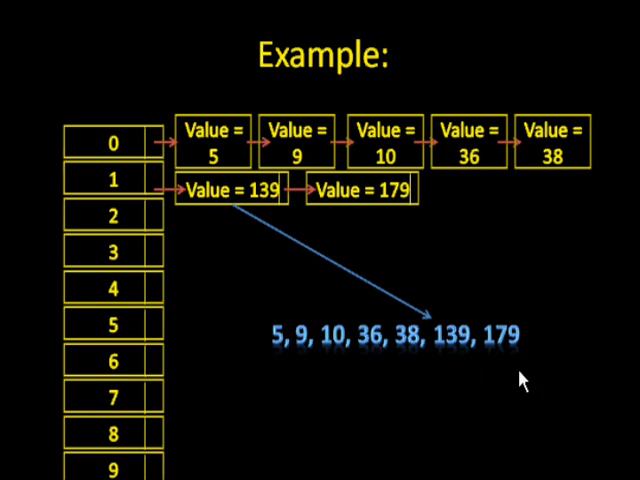 Example:
0
Value = 5
Value = 9
Value = 10
Value = 36
Value = 38
1
Value = 139
Value = 179
2
3
4
5
5, 9, 10, 36, 38, 139, 179
6
7
8
9